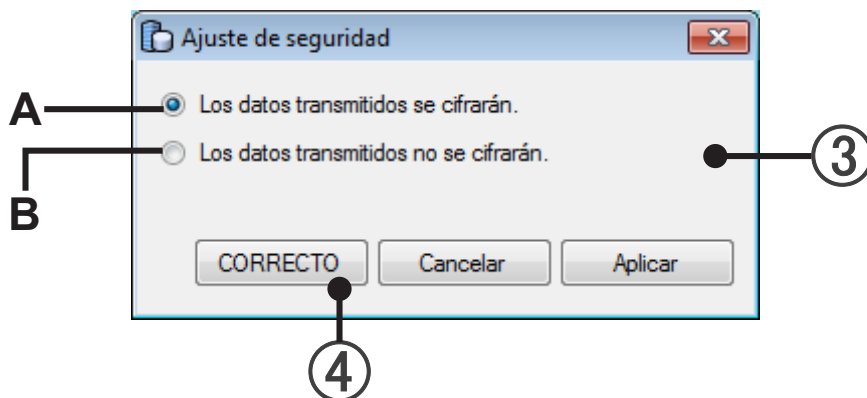 Ajuste de seguridad
A
Los datos transmitidos se cifrarán.
B
Los datos transmitidos no se cifrarán.
3
CORRECTO Cancelar Aplicar
4